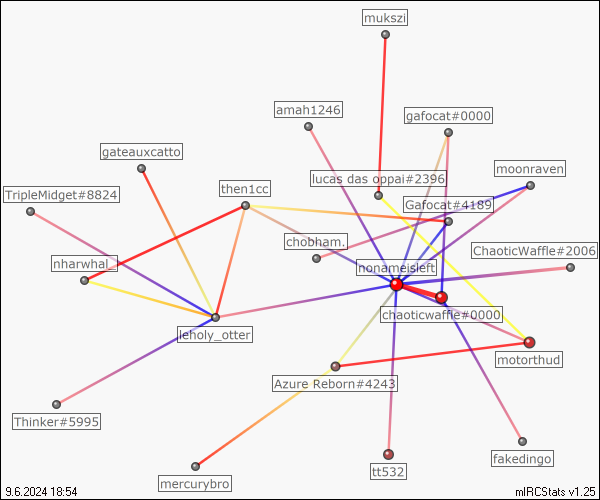 mukszi
amah1246
gafocat#0000
gateauxcatto
moonraven
lucas das oppai#2396
then1cc
TripleMidget#8824
Gafocat#4189
chobham.
ChaoticWaffle#2006
nharwhal_
nonameisleft
chaoticwaffle#0000
leholy_otter
motorthud
Azure Reborn#4243
Thinker#5995
fakedingo
tt532
mercurybro
9.6.2024 18:54
mIRCStats v1.25